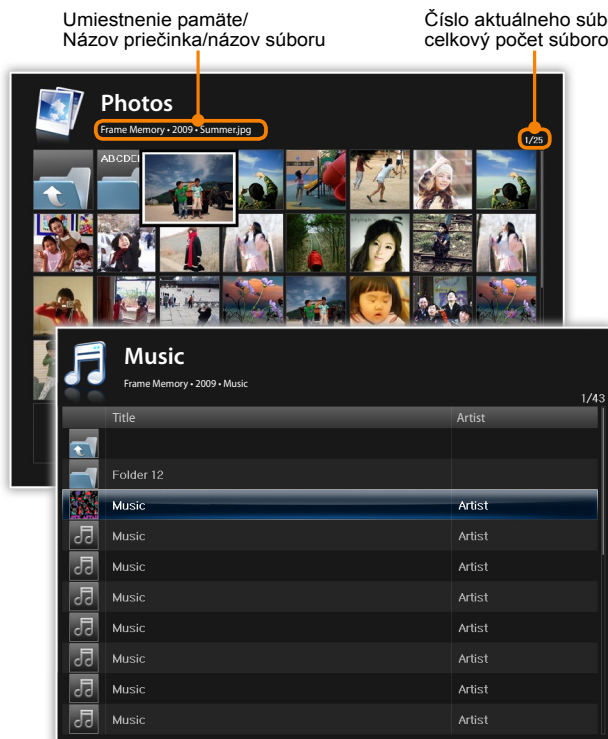 Umiestnenie pamäte/
Názov priečinka/názov súboru
Číslo aktuálneho súb
celkový počet súboro
Photos
Frame Memory • 2009 • Summer.jpg
1/25
ABCDE
Music
Frame Memory • 2009 • Music
1/43
Title Artist
Folder 12
Music Artist
Music Artist
Music Artist
Music Artist
Music Artist
Music Artist
Music Artist
Music Artist